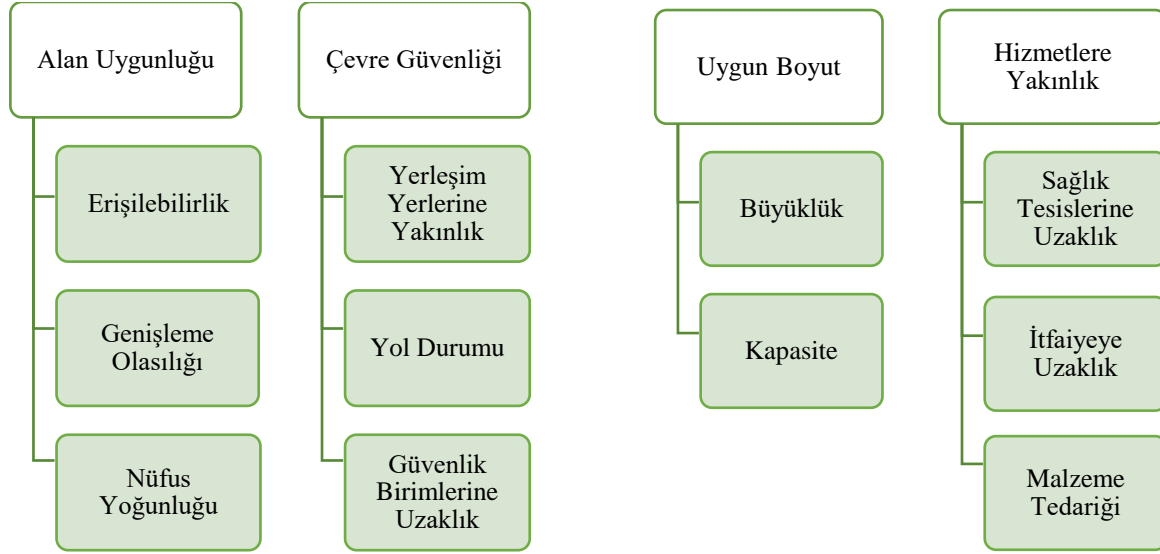 Alan Uygunluğu
Erişilebilirlik
Genişleme
Olasılığı
Nüfus
Yoğunluğu
Çevre Güvenliği
Yerleşim
Yerlerine
Yakınlık
Yol Durumu
Güvenlik
Birimlerine
Uzaklık
Uygun Boyut
Büyüklük
Kapasite
Hizmetlere
Yakınlık
Sağlık
Tesislerine
Uzaklık
İtfaiyeye
Uzaklık
Malzeme
Tedariği